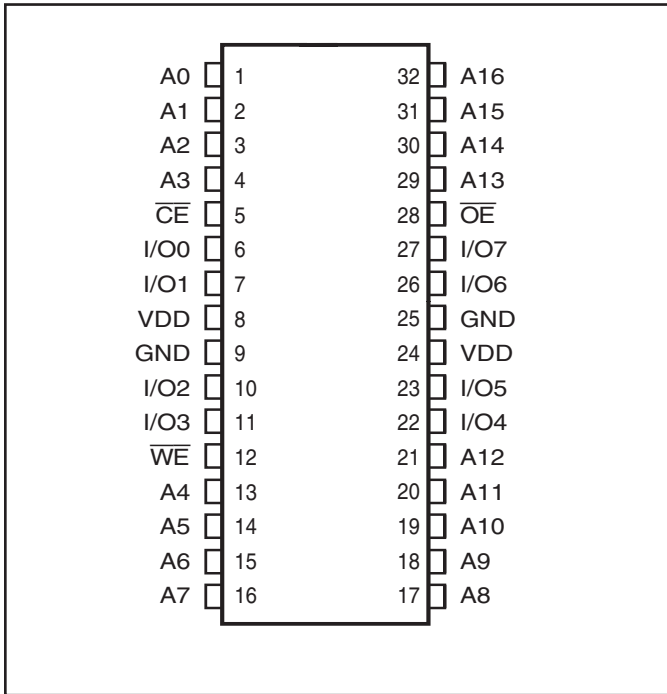 A0 1 32 A16
A1 2 31 A15
A2 3 30 A14
A3 4 29 A13
C̅E̅ 5 28 O̅E̅
I/O0 6 27 I/O7
I/O1 7 26 I/O6
VDD 8 25 GND
GND 9 24 VDD
I/O2 10 23 I/O5
I/O3 11 22 I/O4
W̅E̅ 12 21 A12
A4 13 20 A11
A5 14 19 A10
A6 15 18 A9
A7 16 17 A8